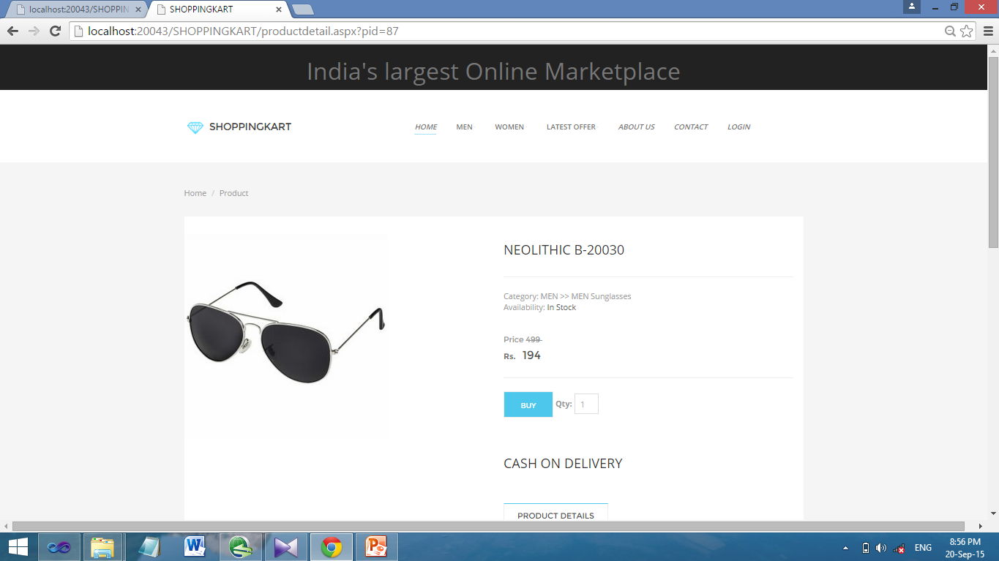 localhost:20043/SHOPPIN
SHOPPINGKART
localhost:20043/SHOPPINGKART/productdetail.aspx?pid=87
India's largest Online Marketplace
SHOPPINGKART
HOME MEN WOMEN LATEST OFFER ABOUT US CONTACT LOGIN
Home / Product
NEOLITHIC B-20030
Category: MEN >> MEN Sunglasses
Availability: In Stock
Price 499
Rs. 194
BUY Qty: 1
CASH ON DELIVERY
PRODUCT DETAILS
ENG
8:56 PM
20-Sep-15